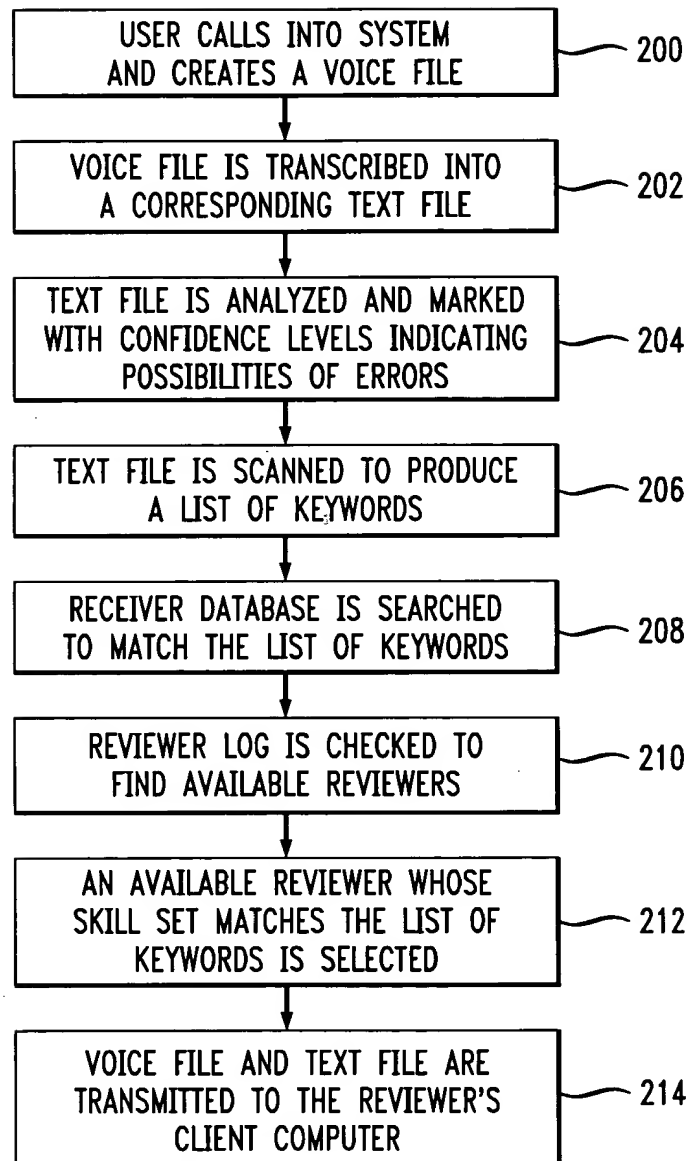 USER CALLS INTO SYSTEM
AND CREATES A VOICE FILE
200
VOICE FILE IS TRANSCRIBED INTO
A CORRESPONDING TEXT FILE
202
TEXT FILE IS ANALYZED AND MARKED
WITH CONFIDENCE LEVELS INDICATING
POSSIBILITIES OF ERRORS
204
TEXT FILE IS SCANNED TO PRODUCE
A LIST OF KEYWORDS
206
RECEIVER DATABASE IS SEARCHED
TO MATCH THE LIST OF KEYWORDS
208
REVIEWER LOG IS CHECKED TO
FIND AVAILABLE REVIEWERS
210
AN AVAILABLE REVIEWER WHOSE
SKILL SET MATCHES THE LIST OF
KEYWORDS IS SELECTED
212
VOICE FILE AND TEXT FILE ARE
TRANSMITTED TO THE REVIEWER'S
CLIENT COMPUTER
214